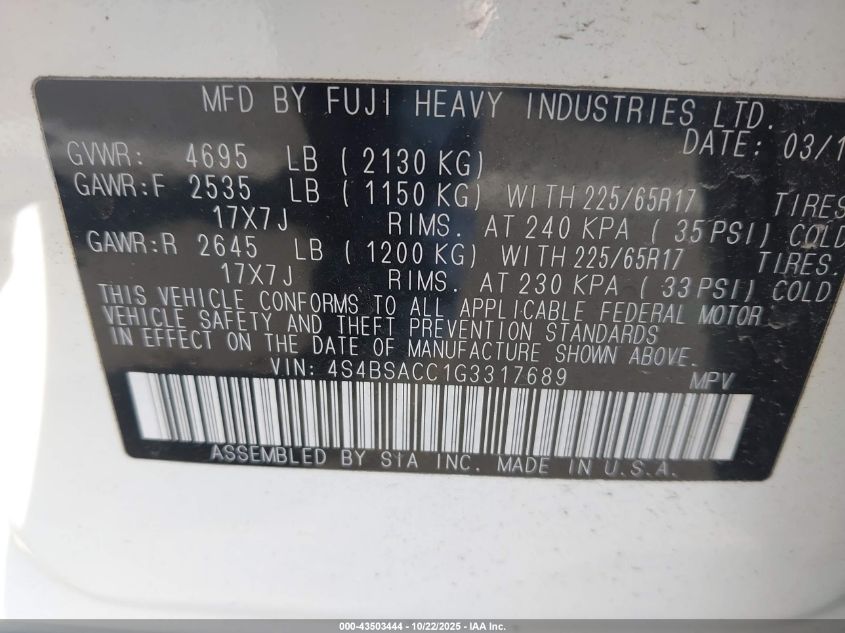 MFD BY FUJI HEAVY INDUSTRIES LTD.
DATE: 03/1
GVWR: 4695 LB ( 2130 KG)
GAWR:F 2535 LB ( 1150 KG) WITH 225/65R17 TIRES
17X7J RIMS. AT 240 KPA ( 35 PSI) COLD
GAWR:R 2645 LB ( 1200 KG) WITH 225/65R17 TIRES.
17X7J RIMS. AT 230 KPA ( 33 PSI) COLD
THIS VEHICLE CONFORMS TO ALL APPLICABLE FEDERAL MOTOR
VEHICLE SAFETY AND THEFT PREVENTION STANDARDS
IN EFFECT ON THE DATE OF MANUFACTURE SHOWN ABOVE.
VIN: 4S4BSACC1G3317689 MPV
ASSEMBLED BY SIA INC. MADE IN U.S.A.
000-43503444 - 10/22/2025 - IAA Inc.